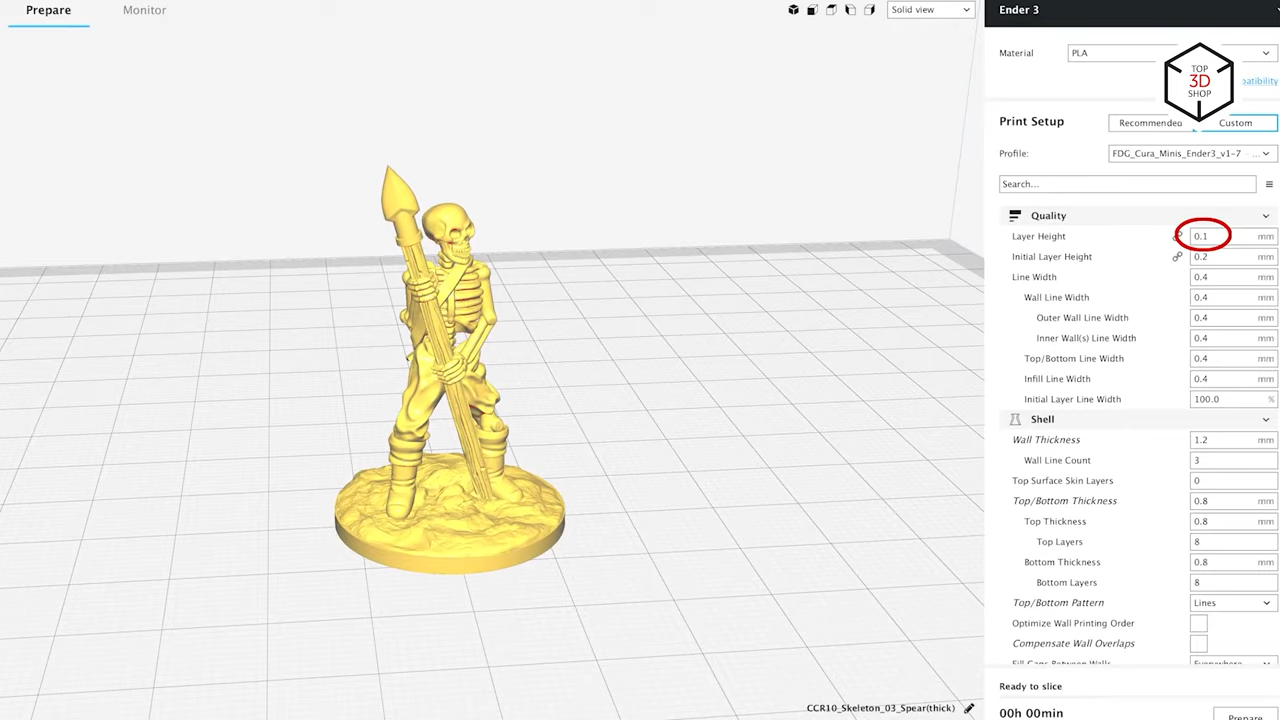 Prepare
Monitor
Solid view
Ender 3
Material
PLA
TOP
3D
SHOP
patibility
Print Setup
Recommended
Custom
Profile:
FDG_Cura_Minis_Ender3_v1-7 - ...
Search...
Quality
Layer Height 0.1 mm
Initial Layer Height 0.2 mm
Line Width 0.4 mm
Wall Line Width 0.4 mm
Outer Wall Line Width 0.4 mm
Inner Wall(s) Line Width 0.4 mm
Top/Bottom Line Width 0.4 mm
Infill Line Width 0.4 mm
Initial Layer Line Width 100.0 %
Shell
Wall Thickness 1.2 mm
Wall Line Count 3
Top Surface Skin Layers 0
Top/Bottom Thickness 0.8 mm
Top Thickness 0.8 mm
Top Layers 8
Bottom Thickness 0.8 mm
Bottom Layers 8
Top/Bottom Pattern Lines
Optimize Wall Printing Order
Compensate Wall Overlaps
Fill Gaps Between Walls Everywhere
Ready to slice
CCR10_Skeleton_03_Spear(thick)
00h 00min
Prepare